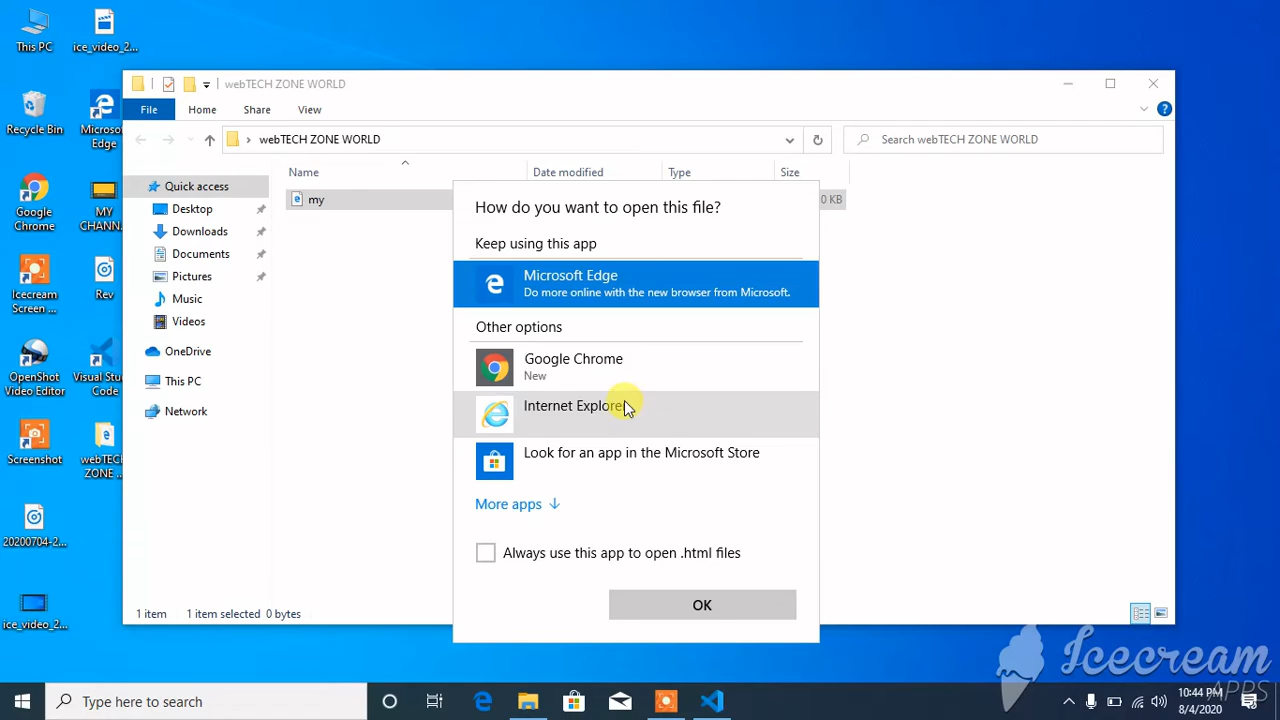 This PC
ice_video_2...
Recycle Bin
Microso
Edge
Google
Chrome
MY
CHANN...
Icecream
Screen ...
Rev
OpenShot
Video Editor
Visual Stu
Code
Screenshot
webTEC
ZONE ...
20200704-2...
ice_video_2...
webTECH ZONE WORLD
File
Home
Share
View
webTECH ZONE WORLD
Search webTECH ZONE WORLD
Name
Date modified
Type
Size
Quick access
Desktop
Downloads
Documents
Pictures
Music
Videos
OneDrive
This PC
Network
my
0 KB
How do you want to open this file?
Keep using this app
Microsoft Edge
Do more online with the new browser from Microsoft.
Other options
Google Chrome
New
Internet Explorer
Look for an app in the Microsoft Store
More apps
Always use this app to open .html files
OK
1 item
1 item selected
0 bytes
Icecream
APPS
Type here to search
10:44 PM
8/4/2020